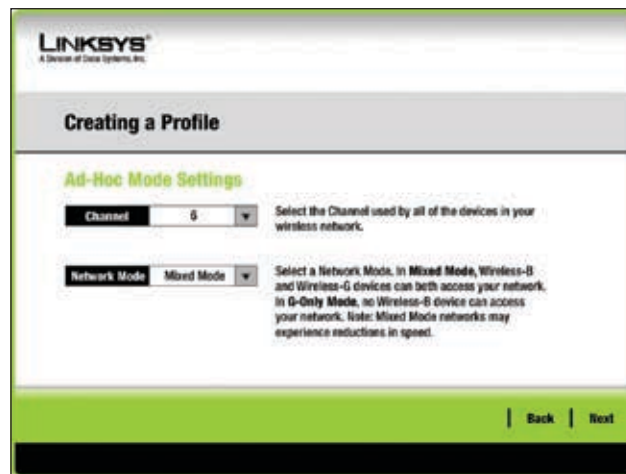 LINKSYS®
A Division of Cisco Systems, Inc.
Creating a Profile
Ad-Hoc Mode Settings
Channel 6
Select the Channel used by all of the devices in your
wireless network.
Network Mode Mixed Mode
Select a Network Mode. In Mixed Mode, Wireless-B
and Wireless-G devices can both access your network.
In G-Only Mode, no Wireless-B device can access
your network. Note: Mixed Mode networks may
experience reductions in speed.
Back Next